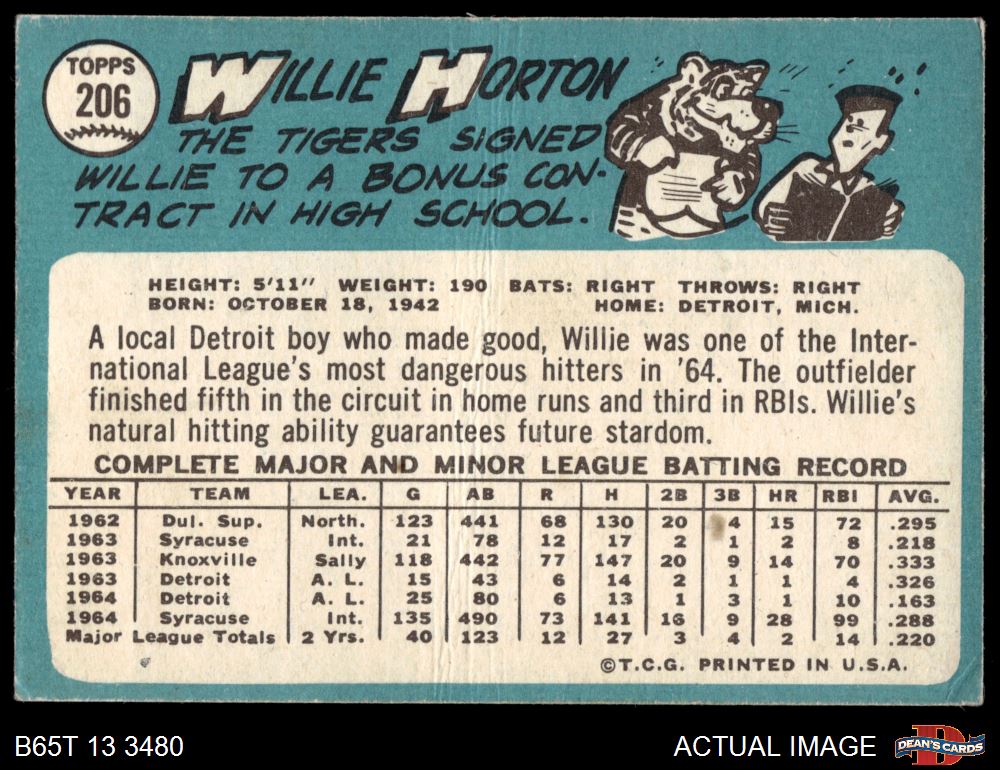 TOPPS
206
WILLIE HORTON
THE TIGERS SIGNED
WILLIE TO A BONUS CON-
TRACT IN HIGH SCHOOL.
HEIGHT: 5'11" WEIGHT: 190 BATS: RIGHT THROWS: RIGHT
BORN: OCTOBER 18, 1942 HOME: DETROIT, MICH.
A local Detroit boy who made good, Willie was one of the Inter-
national League's most dangerous hitters in '64. The outfielder
finished fifth in the circuit in home runs and third in RBIs. Willie's
natural hitting ability guarantees future stardom.
COMPLETE MAJOR AND MINOR LEAGUE BATTING RECORD
YEAR TEAM LEA. G AB R H 2B 3B HR RBI AVG.
1962 Dul. Sup. North. 123 441 68 130 20 4 15 72 .295
1963 Syracuse Int. 21 78 12 17 2 1 2 8 .218
1963 Knoxville Sally 118 442 77 147 20 9 14 70 .333
1963 Detroit A. L. 15 43 6 14 2 1 1 4 .326
1964 Detroit A. L. 25 80 6 13 1 3 1 10 .163
1964 Syracuse Int. 135 490 73 141 16 9 28 99 .288
Major League Totals 2 Yrs. 40 123 12 27 3 4 2 14 .220
©T.C.G. PRINTED IN U.S.A.
B65T 13 3480
ACTUAL IMAGE
D
DEAN'S CARDS